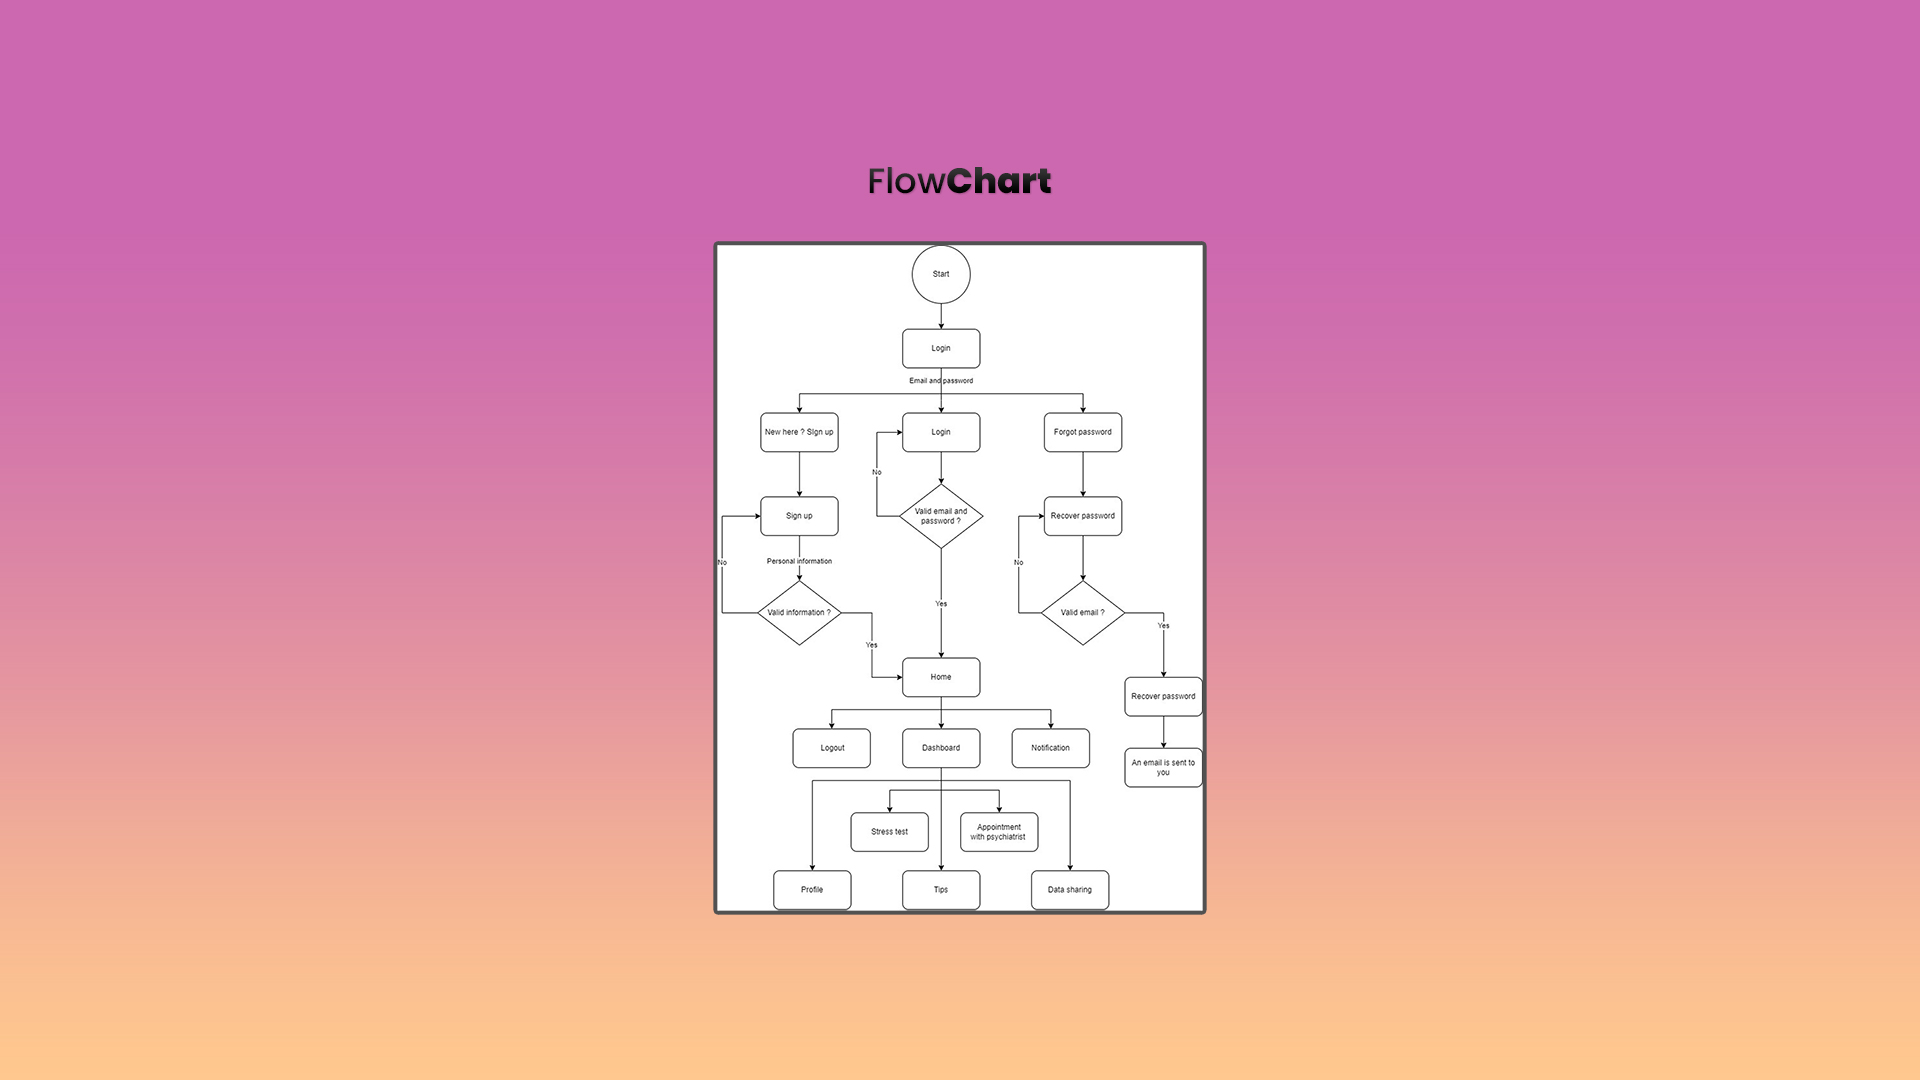 FlowChart
Start
Login
Email and password
New here ? SIgn up
Login
Forgot password
No
Valid email and
password ?
Sign up
Recover password
No
Personal information
No
Yes
Valid information ?
Valid email ?
Yes
Yes
Home
Recover password
Logout
Dashboard
Notification
An email is sent to
you
Stress test
Appointment
with psychiatrist
Profile
Tips
Data sharing